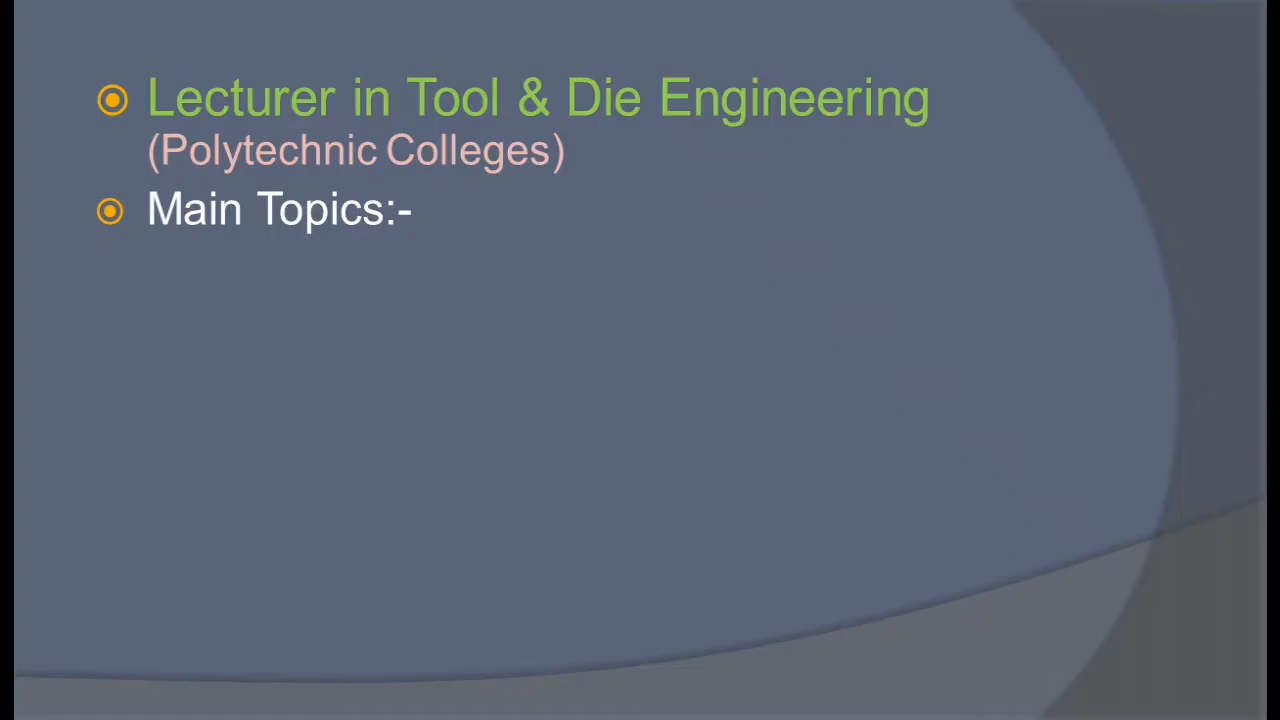 Lecturer in Tool & Die Engineering
(Polytechnic Colleges)
Main Topics:-